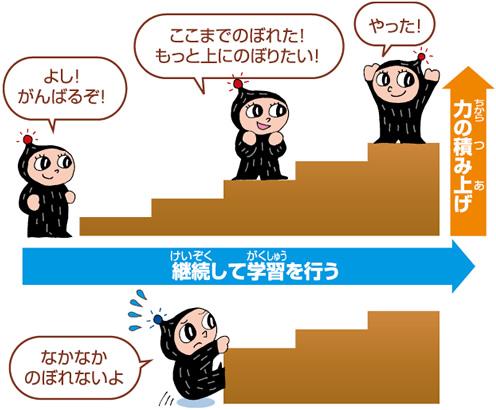 よし!
がんばるぞ!
ここまでのぼれた!
もっと上にのぼりたい!
やった!
ちから つ あ
力の積み上げ
けいぞく がくしゅう
継続して学習を行う
なかなか
のぼれないよ